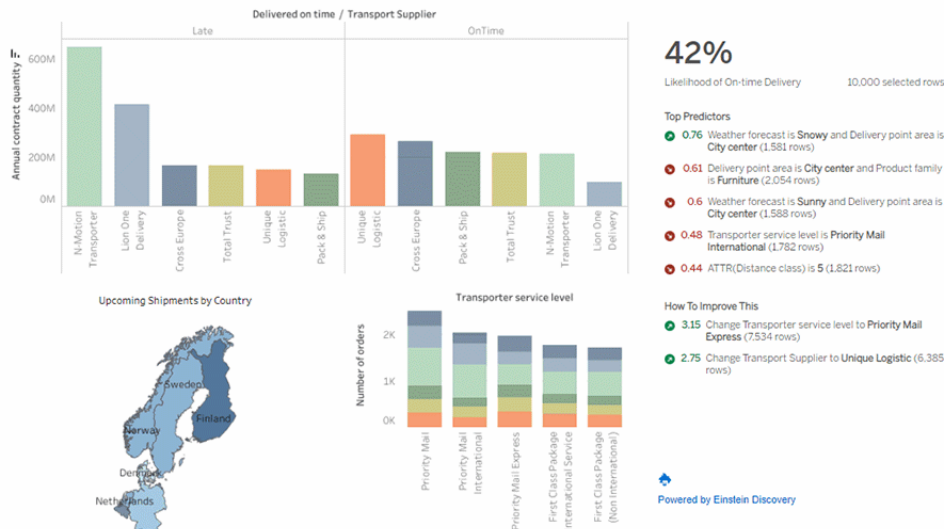 Delivered on time / Transport Supplier
Late
OnTime
Annual contract quantity
600M
400M
200M
0M
N-Motion
Transporter
Lion One
Delivery
Cross Europe
Total Trust
Unique
Logistic
Pack & Ship
Unique
Logistic
Cross Europe
Pack & Ship
Total Trust
N-Motion
Transporter
Lion One
Delivery
42%
Likelihood of On-time Delivery
10,000 selected rows
Top Predictors
0.76 Weather forecast is Snowy and Delivery point area is
City center (1,581 rows)
0.61 Delivery point area is City center and Product family
is Furniture (2,054 rows)
0.6 Weather forecast is Sunny and Delivery point area is
City center (1,588 rows)
0.48 Transporter service level is Priority Mail
International (1,782 rows)
0.44 ATTR(Distance class) is 5 (1,821 rows)
How To Improve This
3.15 Change Transporter service level to Priority Mail
Express (7,534 rows)
2.75 Change Transport Supplier to Unique Logistic (6,385
rows)
Powered by Einstein Discovery
Upcoming Shipments by Country
Sweden
Finland
Norway
Denmark
Netherlands
Transporter service level
Number of orders
2K
1K
0K
Priority Mail
Priority Mail
International
Priority Mail Express
First Class Package
International Service
First Class Package
(Non International)